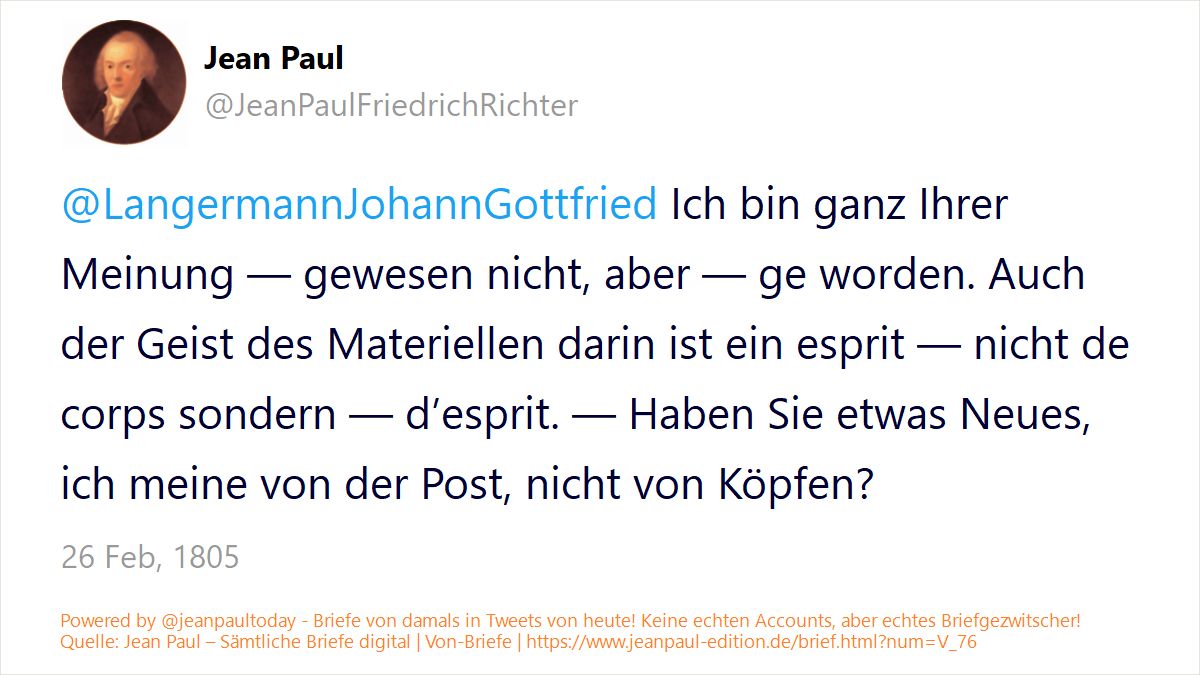 Jean Paul
@JeanPaulFriedrichRichter
@LangermannJohannGottfried Ich bin ganz Ihrer
Meinung — gewesen nicht, aber — ge worden. Auch
der Geist des Materiellen darin ist ein esprit — nicht de
corps sondern — d’esprit. — Haben Sie etwas Neues,
ich meine von der Post, nicht von Köpfen?
26 Feb, 1805
Powered by @jeanpaultoday - Briefe von damals in Tweets von heute! Keine echten Accounts, aber echtes Briefgezwitscher!
Quelle: Jean Paul – Sämtliche Briefe digital | Von-Briefe | https://www.jeanpaul-edition.de/brief.html?num=V_76